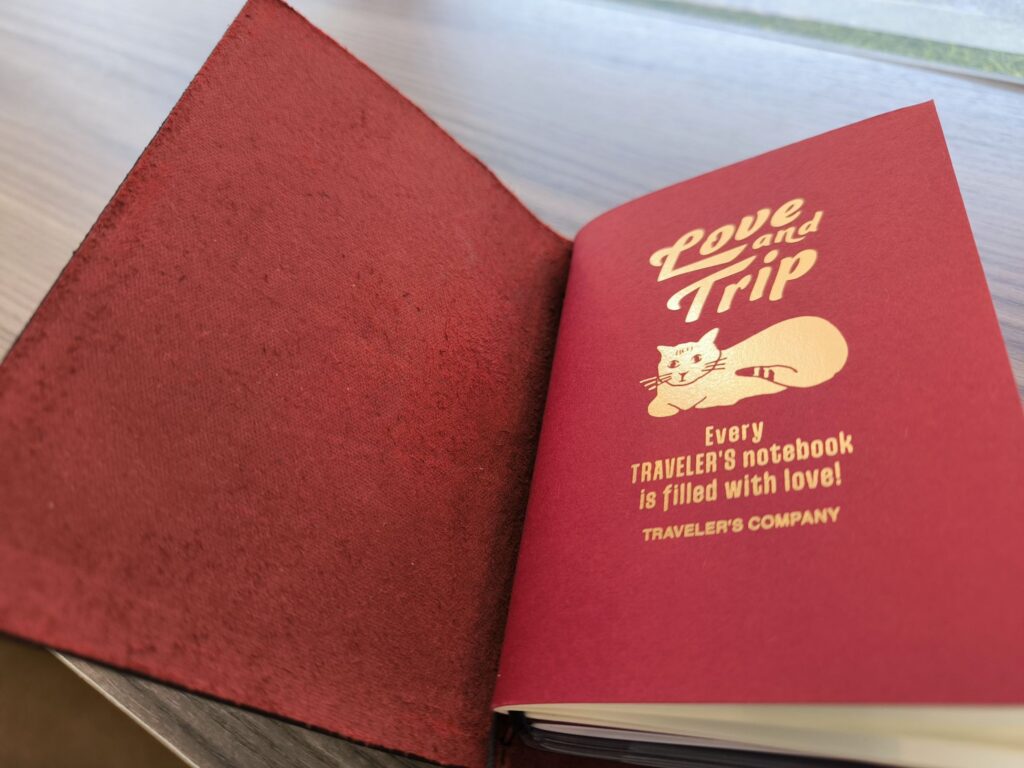 Love
and
Trip
Every
TRAVELER'S notebook
is filled with love!
TRAVELER'S COMPANY